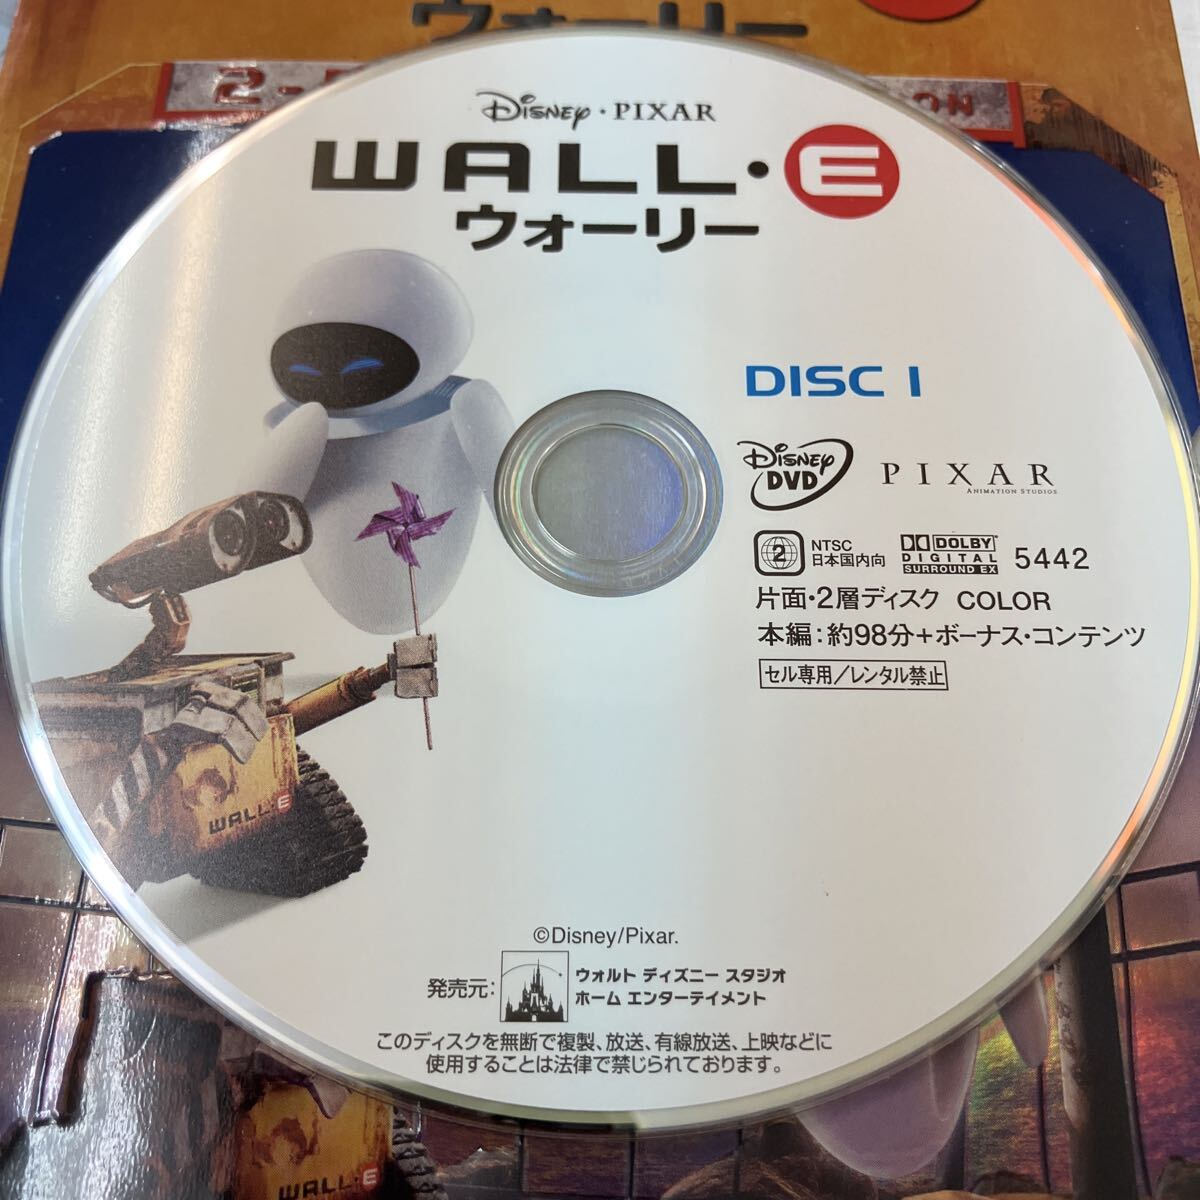 ウォーリー
2-
ON
Disney・PIXAR
WALL・E
ウォーリー
DISC 1
Disney DVD
PIXAR
ANIMATION STUDIOS
2
NTSC
日本国内向
DOLBY
DIGITAL
SURROUND EX
5442
片面・2層ディスク COLOR
本編：約98分＋ボーナス・コンテンツ
セル専用／レンタル禁止
WALL・E
©Disney/Pixar.
発売元：
ウォルト ディズニー スタジオ
ホーム エンターテイメント
このディスクを無断で複製、放送、有線放送、上映などに
使用することは法律で禁じられております。
WALL・E